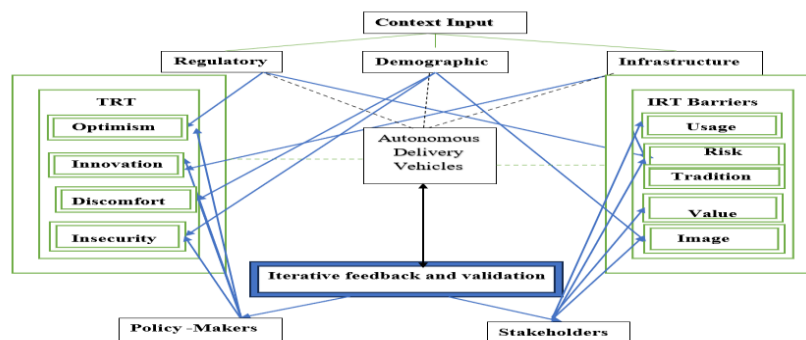 Context Input
Regulatory
Demographic
Infrastructure
TRT
Optimism
Innovation
Discomfort
Insecurity
Autonomous
Delivery
Vehicles
IRT Barriers
Usage
Risk
Tradition
Value
Image
Iterative feedback and validation
Policy -Makers
Stakeholders